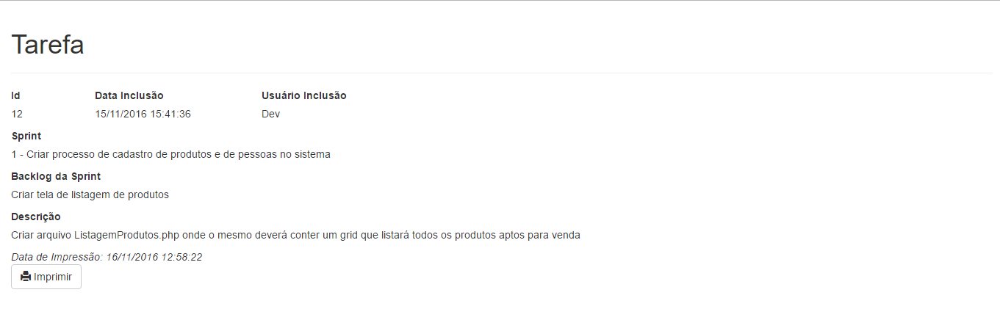 Tarefa
Id Data Inclusão Usuário Inclusão
12 15/11/2016 15:41:36 Dev
Sprint
1 - Criar processo de cadastro de produtos e de pessoas no sistema
Backlog da Sprint
Criar tela de listagem de produtos
Descrição
Criar arquivo ListagemProdutos.php onde o mesmo deverá conter um grid que listará todos os produtos aptos para venda
Data de Impressão: 16/11/2016 12:58:22
Imprimir